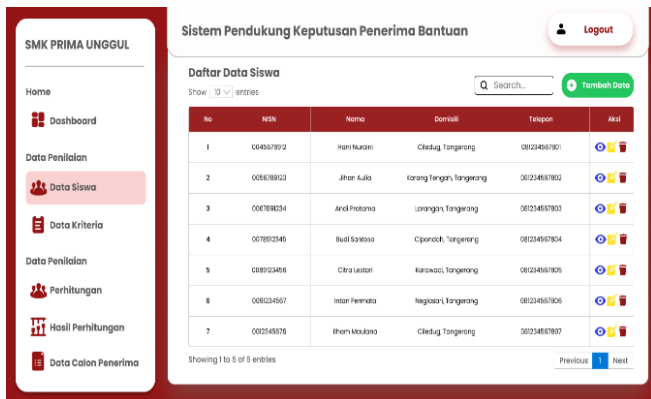 SMK PRIMA UNGGUL
Home
Dashboard
Data Penilaian
Data Siswa
Data Kriteria
Data Penilaian
Perhitungan
Hasil Perhitungan
Data Calon Penerima
Sistem Pendukung Keputusan Penerima Bantuan
Logout
Daftar Data Siswa
Show 10 entries
Search...
Tambah Data
No NISN Nama Domisili Telepon Aksi
1 0045678912 Hani Nuraini Ciledug, Tangerang 081234567801
2 0056789123 Jihan Aulia Karang Tengah, Tangerang 081234567802
3 0067891234 Andi Pratama Larangan, Tangerang 081234567803
4 0078912345 Budi Santoso Cipondoh, Tangerang 081234567804
5 0089123456 Citra Lestari Karawaci, Tangerang 081234567805
6 0091234567 Intan Permata Neglasari, Tangerang 081234567806
7 0012345678 Ilham Maulana Ciledug, Tangerang 081234567807
Showing 1 to 5 of 5 entries
Previous 1 Next